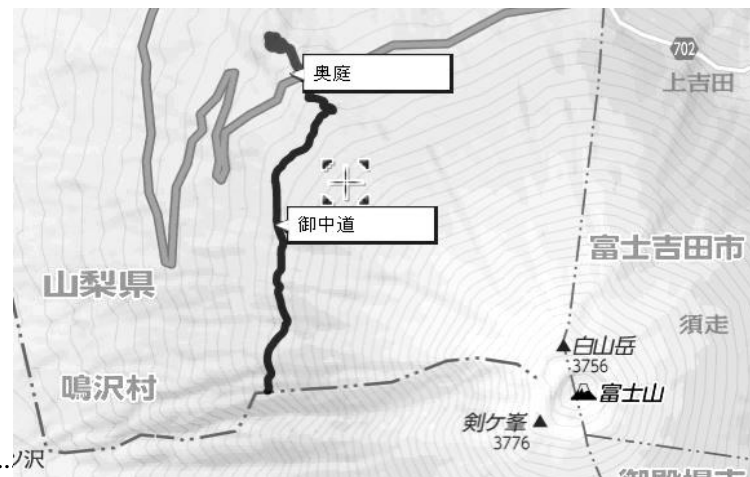 702
奥庭
上吉田
御中道
富士吉田市
山梨県
須走
白山岳
3756
鳴沢村
富士山
剣ケ峯
3776